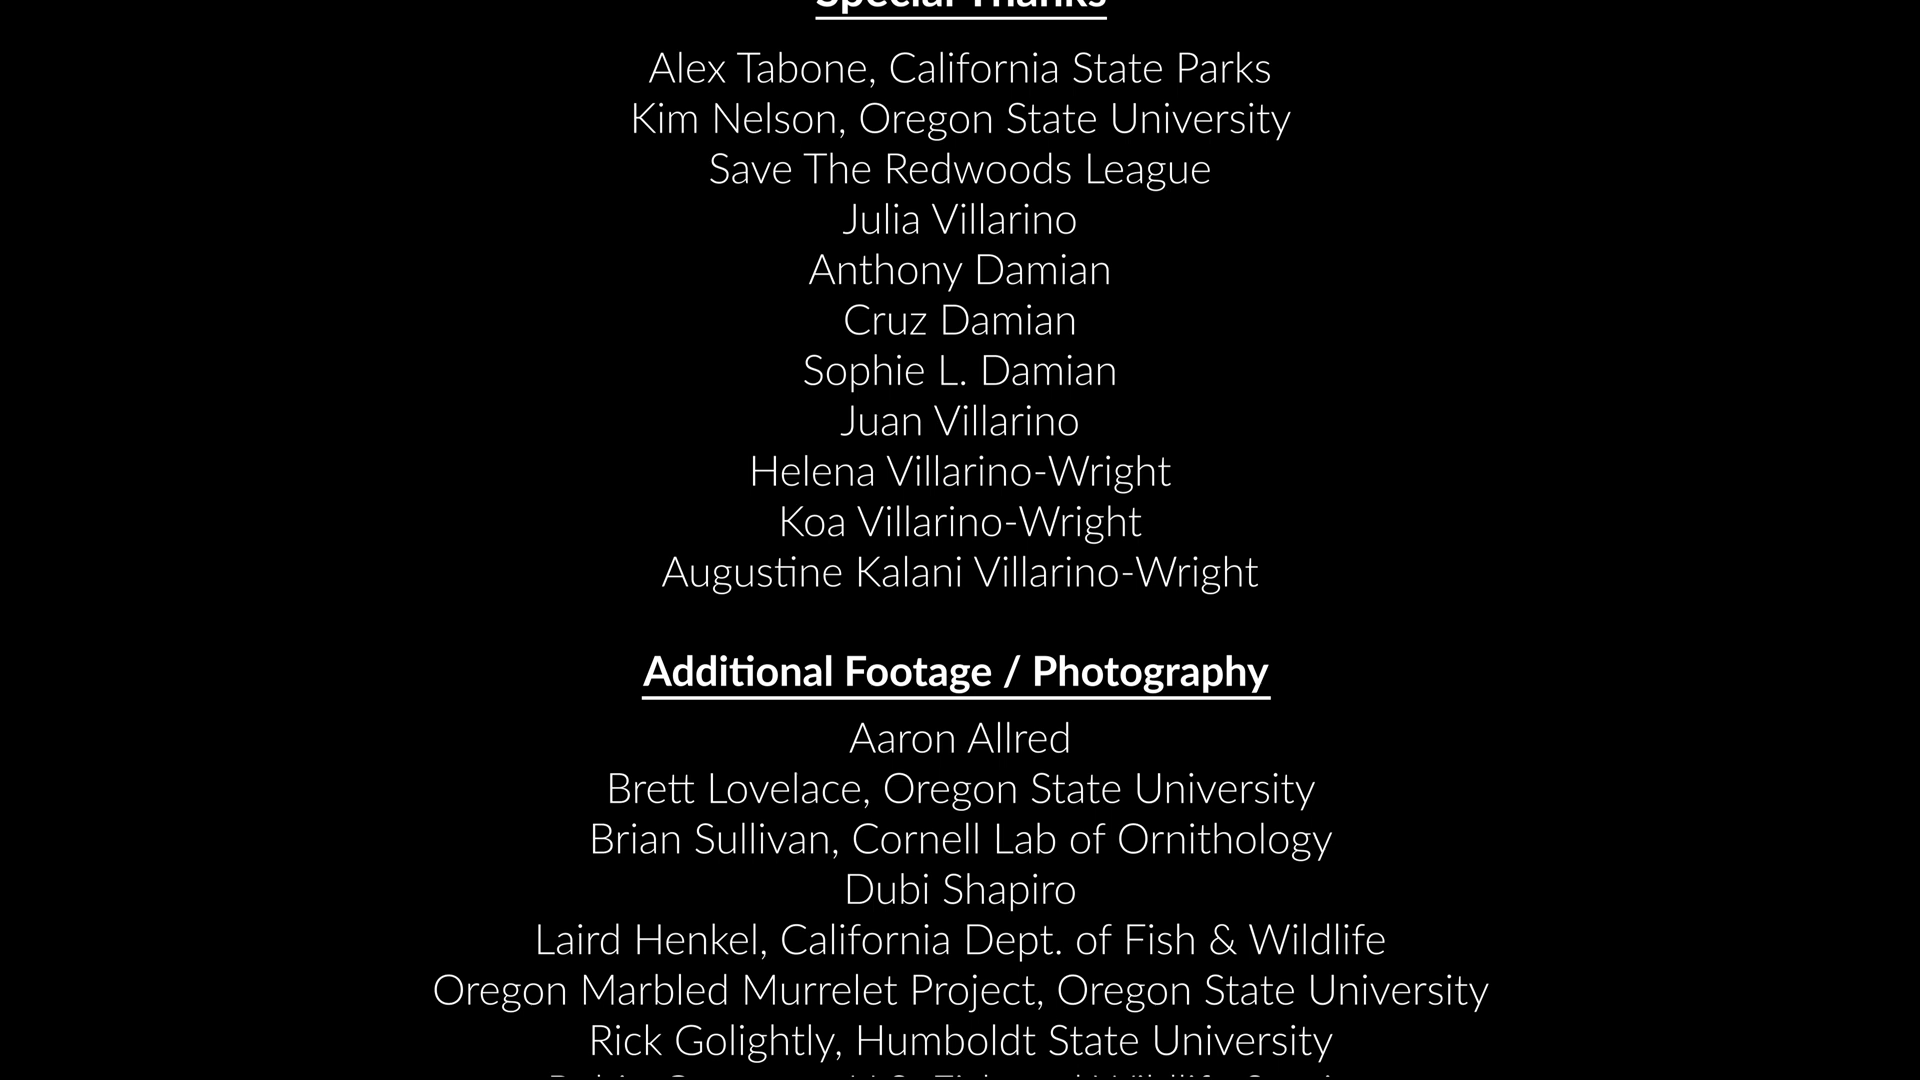 Special Thanks
Alex Tabone, California State Parks
Kim Nelson, Oregon State University
Save The Redwoods League
Julia Villarino
Anthony Damian
Cruz Damian
Sophie L. Damian
Juan Villarino
Helena Villarino-Wright
Koa Villarino-Wright
Augustine Kalani Villarino-Wright
Additional Footage / Photography
Aaron Allred
Brett Lovelace, Oregon State University
Brian Sullivan, Cornell Lab of Ornithology
Dubi Shapiro
Laird Henkel, California Dept. of Fish & Wildlife
Oregon Marbled Murrelet Project, Oregon State University
Rick Golightly, Humboldt State University